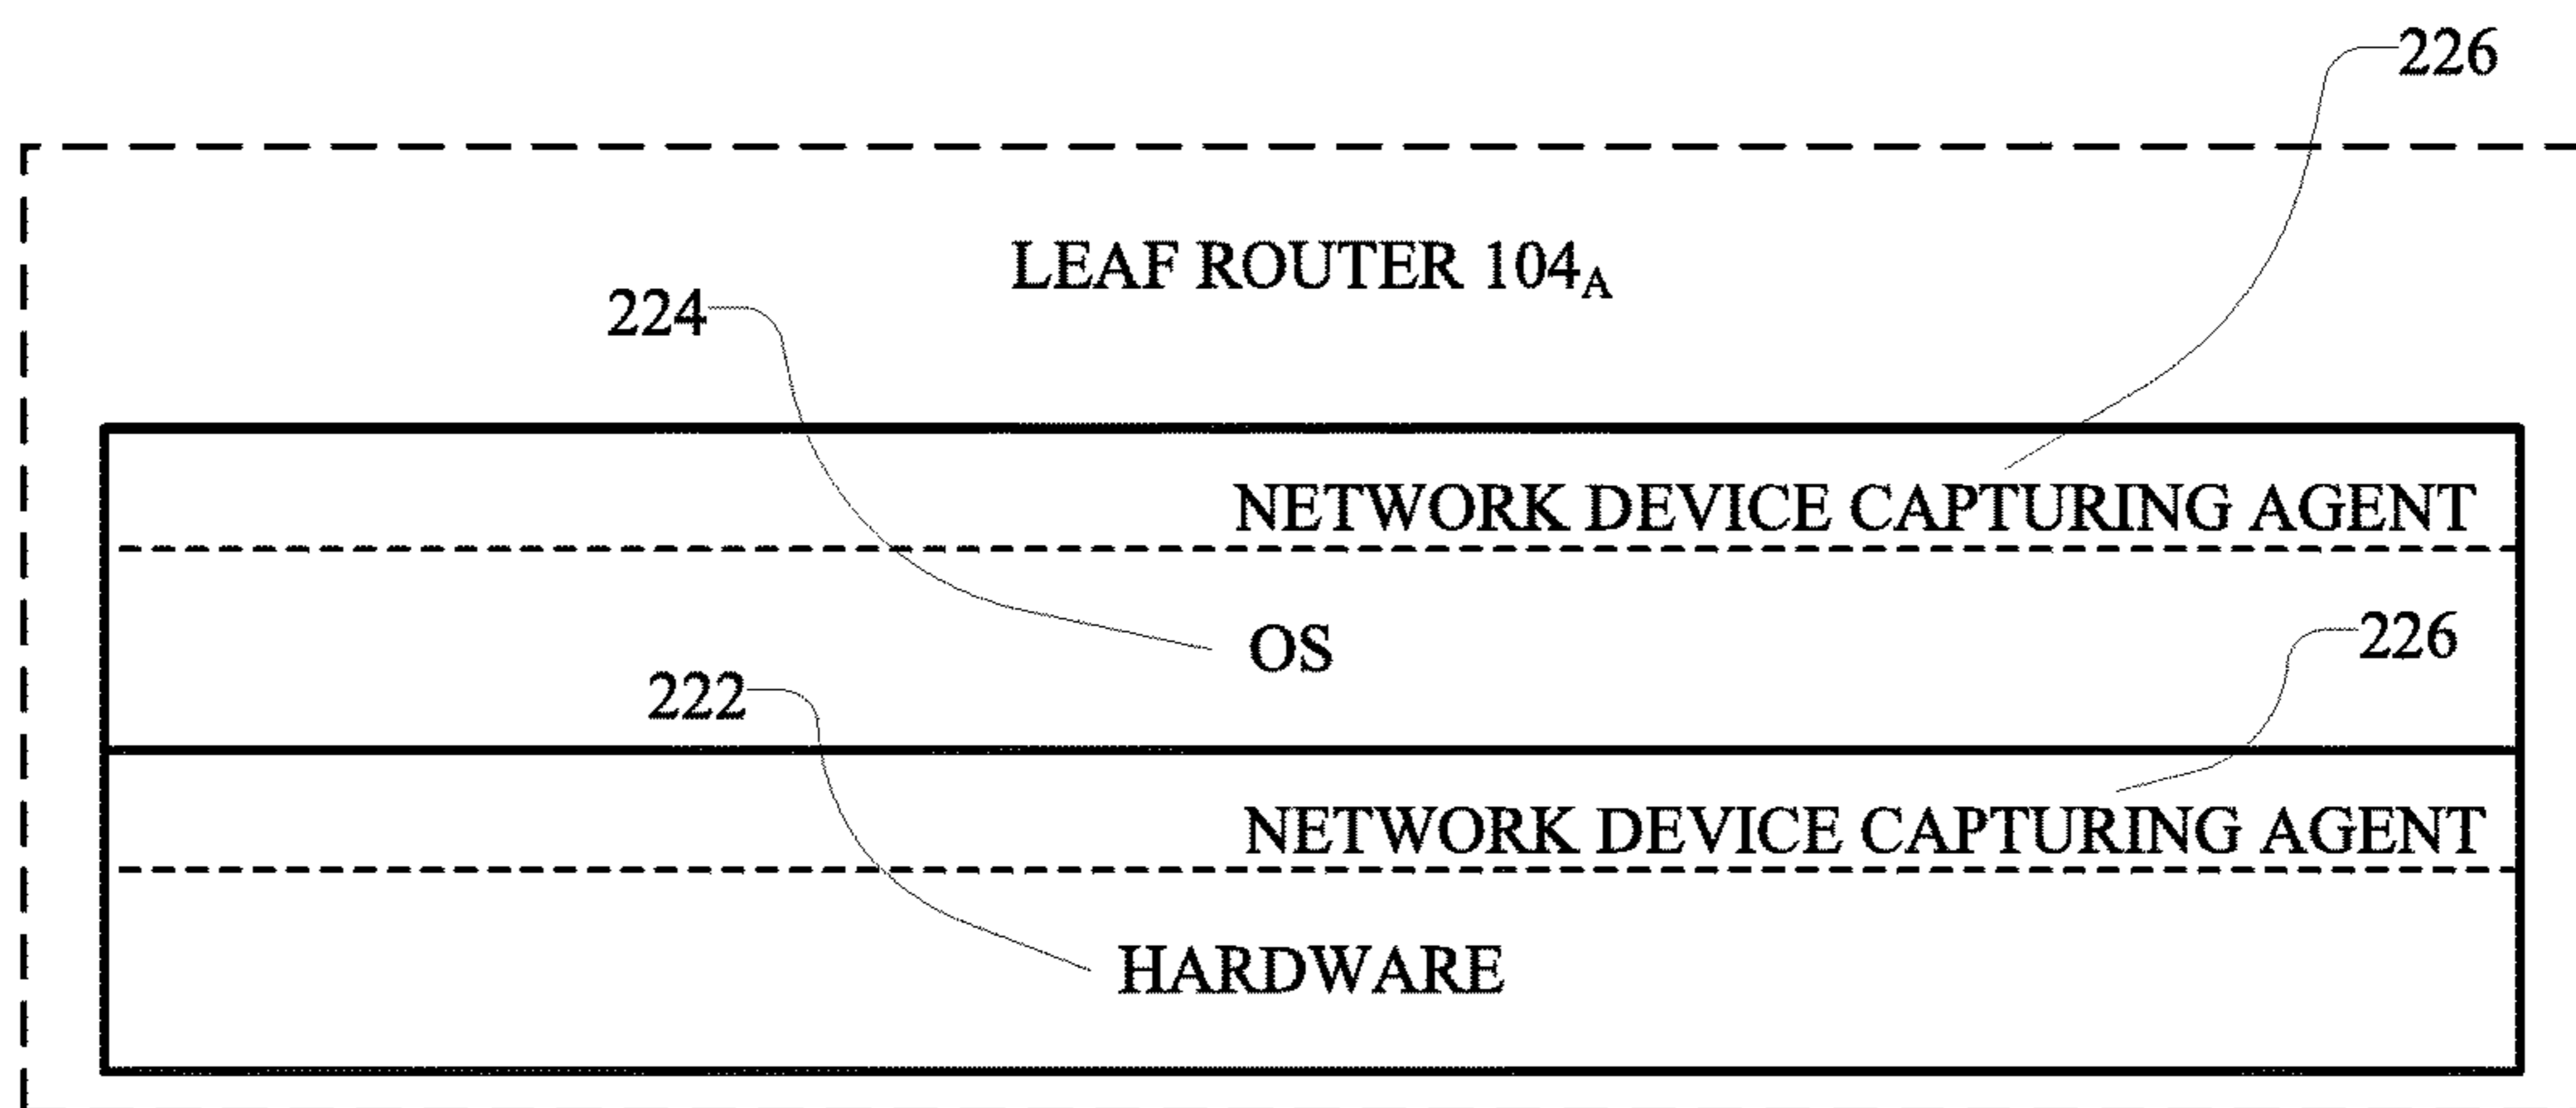 226
LEAF ROUTER 104A
224
NETWORK DEVICE CAPTURING AGENT
OS
226
222
NETWORK DEVICE CAPTURING AGENT
HARDWARE